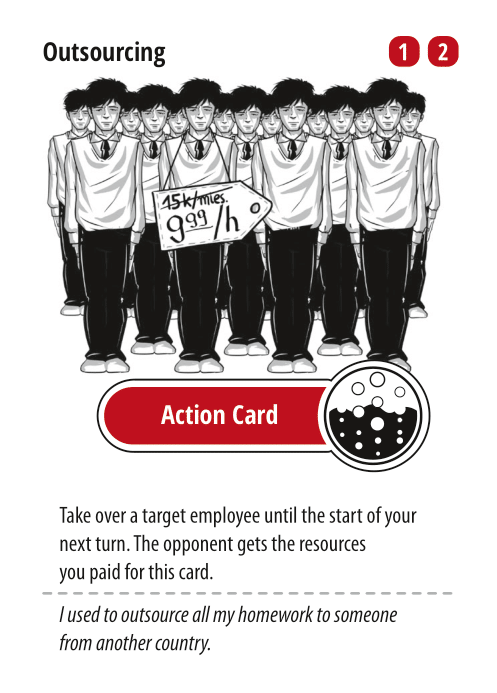 Outsourcing
1 2
15k/mies.
9⁹⁹/h
Action Card
Take over a target employee until the start of your
next turn. The opponent gets the resources
you paid for this card.
I used to outsource all my homework to someone
from another country.